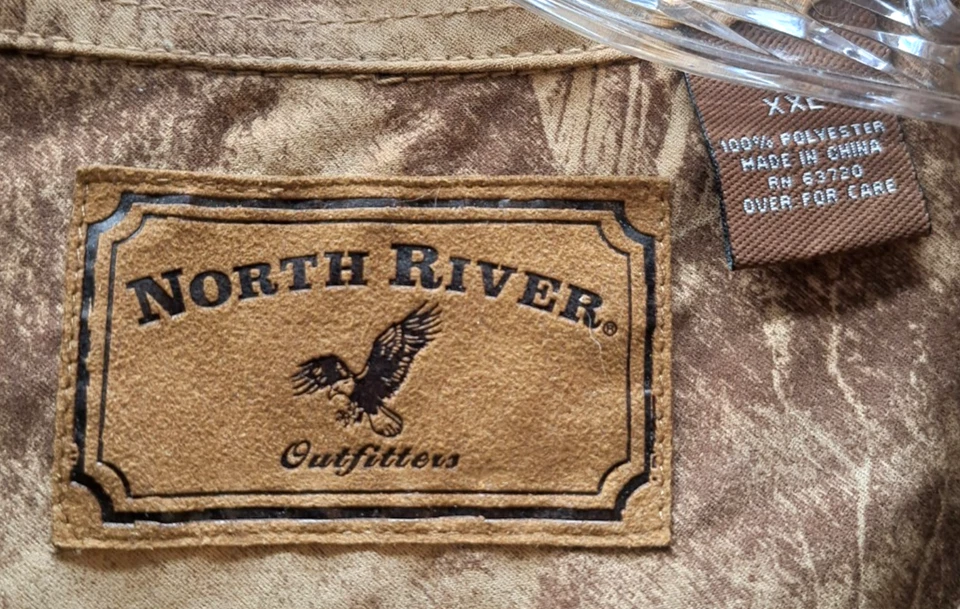 NORTH RIVER®
Outfitters
XXL
100% POLYESTER
MADE IN CHINA
RN 63720
OVER FOR CARE